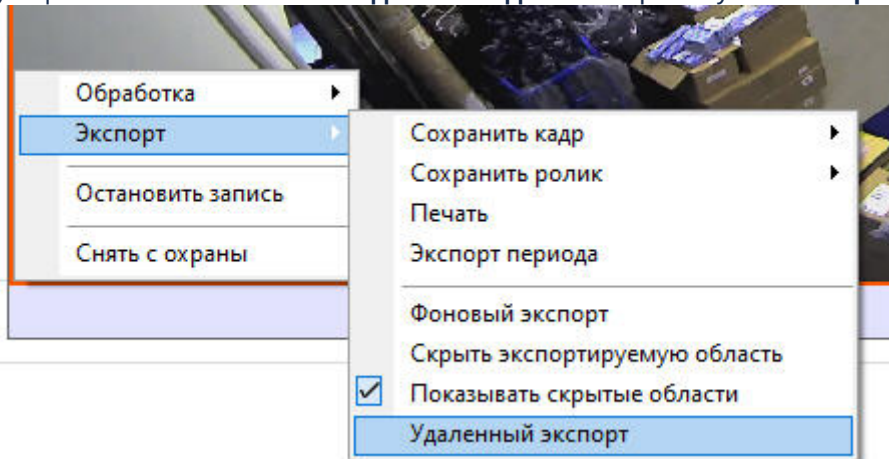 Обработка
Экспорт
Остановить запись
Снять с охраны
Сохранить кадр
Сохранить ролик
Печать
Экспорт периода
Фоновый экспорт
Скрыть экспортируемую область
Показывать скрытые области
Удаленный экспорт